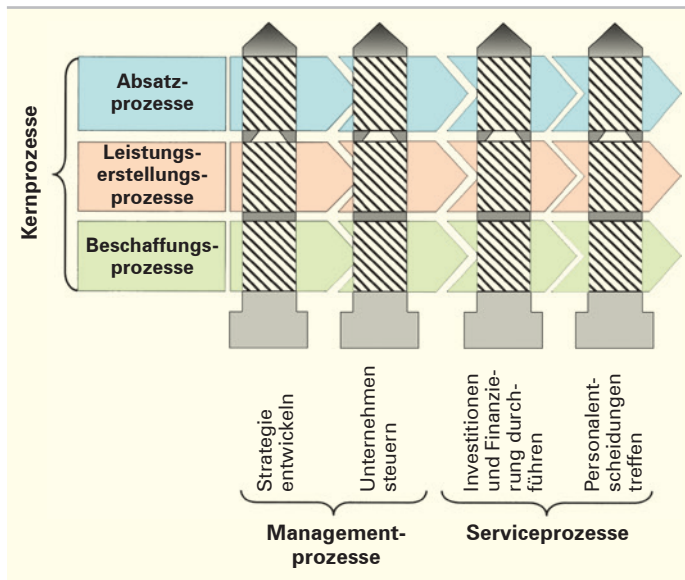 Kernprozesse
Absatz-
prozesse
Leistungs-
erstellungs-
prozesse
Beschaffungs-
prozesse
Strategie
entwickeln
Unternehmen
steuern
Investitionen
und Finanzie-
rung durch-
führen
Personalent-
scheidungen
treffen
Management-
prozesse
Serviceprozesse